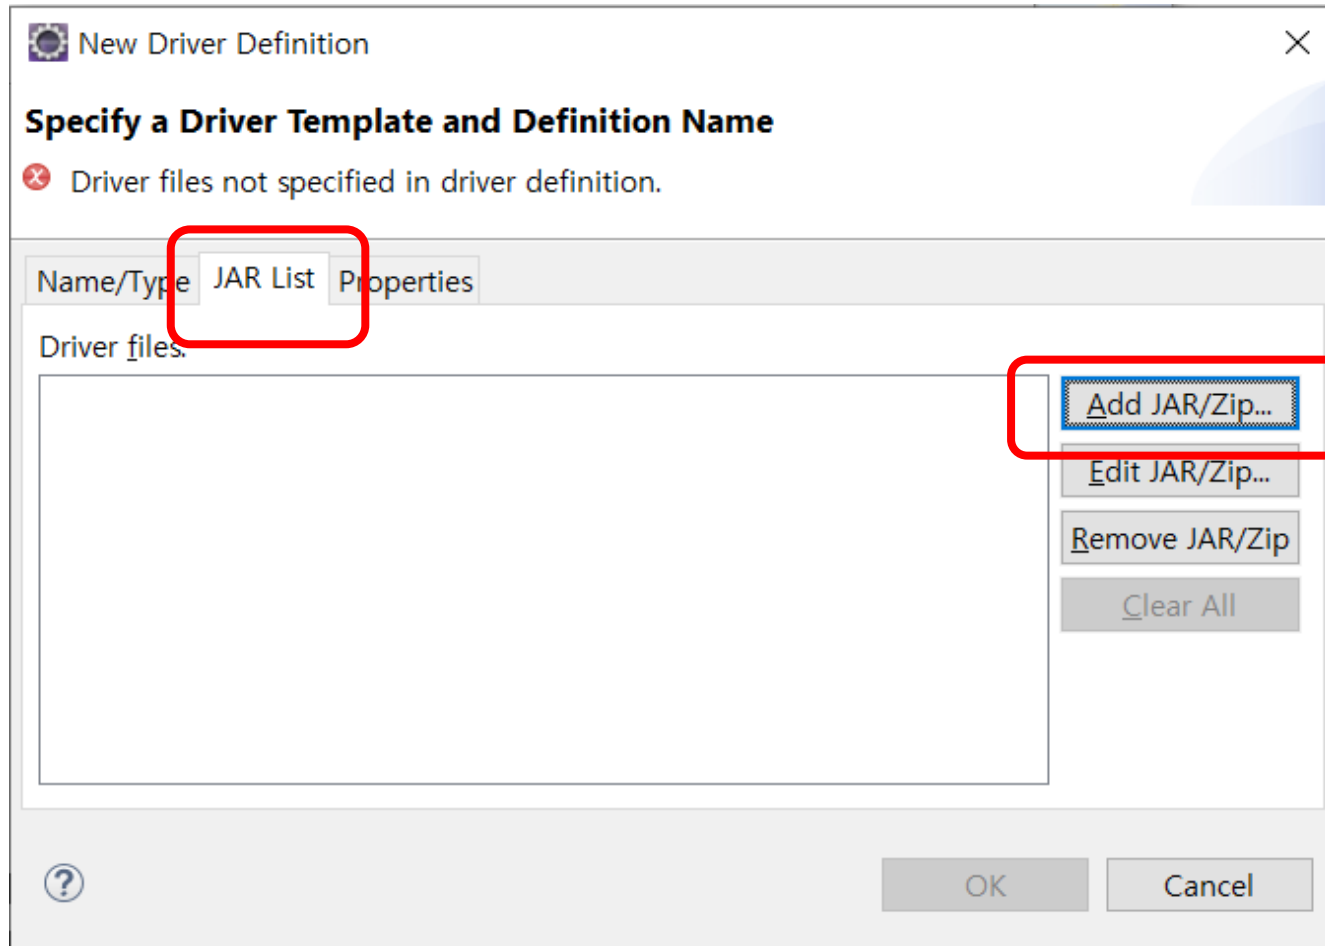 New Driver Definition
Specify a Driver Template and Definition Name
Driver files not specified in driver definition.
Name/Type JAR List Properties
Driver files:
Add JAR/Zip...
Edit JAR/Zip...
Remove JAR/Zip
Clear All
OK Cancel